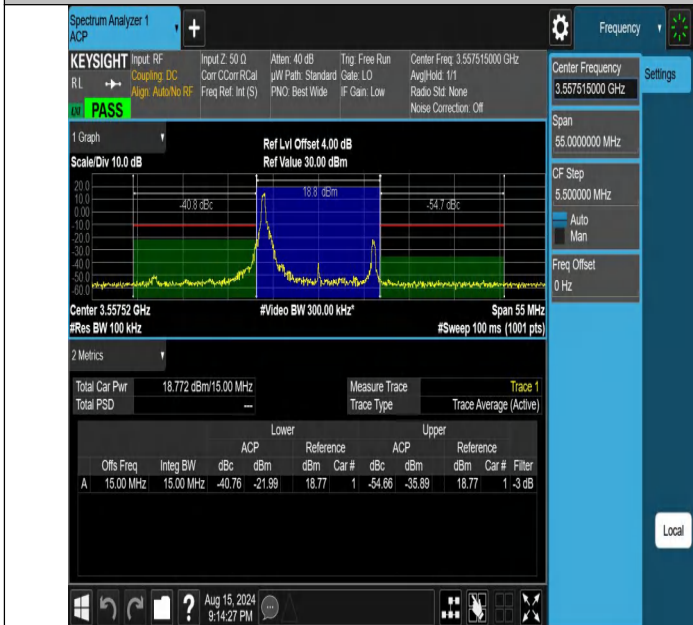 Spectrum Analyzer 1
ACP
+
Frequency
KEYSIGHT Input: RF Input Z: 50 Ω Atten: 40 dB Trig: Free Run Center Freq: 3.557515000 GHz
RL Coupling: DC Corr CCorr RCal µW Path: Standard Gate: LO Avg|Hold: 1/1
Align: Auto/No RF Freq Ref: Int (S) PNO: Best Wide IF Gain: Low Radio Std: None
PASS Noise Correction: Off
Center Frequency
3.557515000 GHz
Settings
Span
55.0000000 MHz
CF Step
5.500000 MHz
Auto
Man
Freq Offset
0 Hz
1 Graph
Ref Lvl Offset 4.00 dB
Scale/Div 10.0 dB Ref Value 30.00 dBm
20.0
10.0
0.00
-10.0
-20.0
-30.0
-40.0
-50.0
-60.0
-40.8 dBc 18.8 dBm -54.7 dBc
Center 3.55752 GHz #Video BW 300.00 kHz* Span 55 MHz
#Res BW 100 kHz #Sweep 100 ms (1001 pts)
2 Metrics
Total Car Pwr 18.772 dBm/15.00 MHz Measure Trace Trace 1
Total PSD --- Trace Type Trace Average (Active)
Lower Upper
ACP Reference ACP Reference
Offs Freq Integ BW dBc dBm dBm Car # dBc dBm dBm Car # Filter
A 15.00 MHz 15.00 MHz -40.76 -21.99 18.77 1 -54.66 -35.89 18.77 1 -3 dB
Local
? Aug 15, 2024
9:14:27 PM